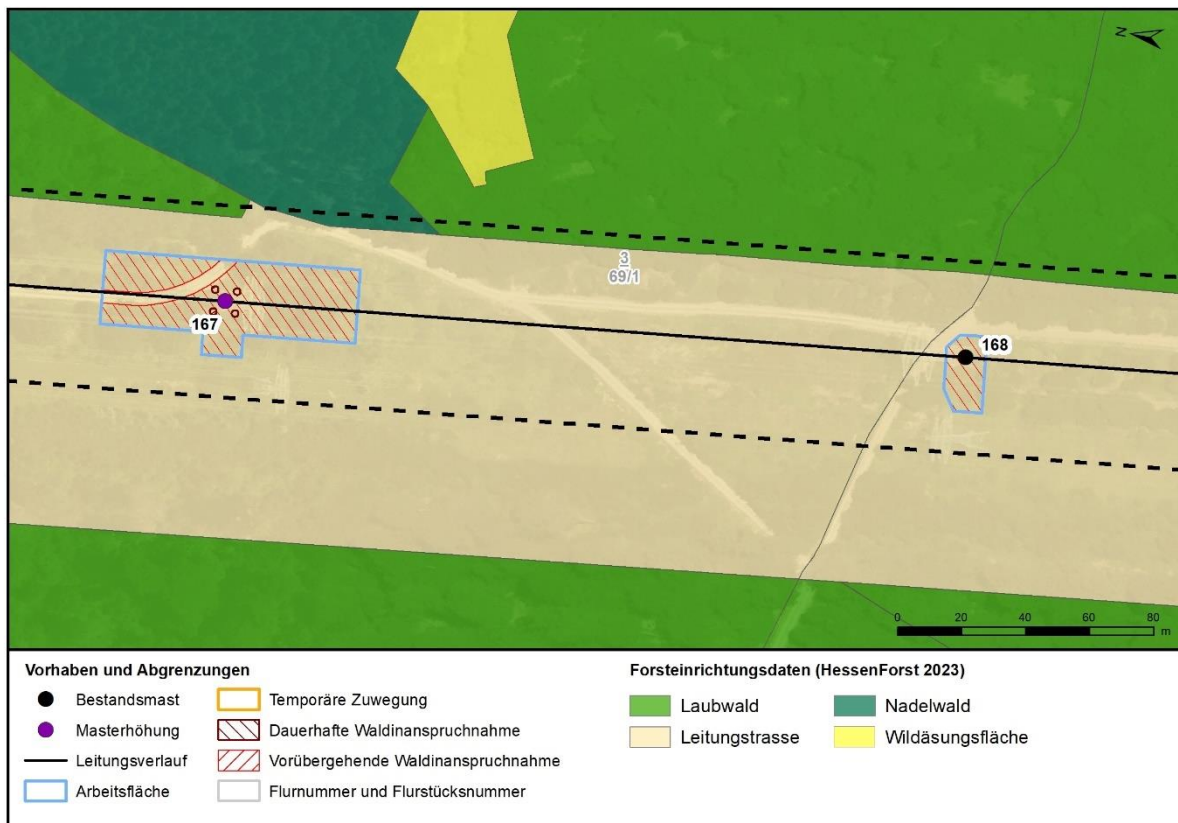 N
3
69/1
167
168
0 20 40 60 80
m
Vorhaben und Abgrenzungen
Bestandsmast
Masterhöhung
Leitungsverlauf
Arbeitsfläche
Temporäre Zuwegung
Dauerhafte Waldinanspruchnahme
Vorübergehende Waldinanspruchnahme
Flurnummer und Flurstücksnummer
Forsteinrichtungsdaten (HessenForst 2023)
Laubwald
Leitungstrasse
Nadelwald
Wildäsungsfläche